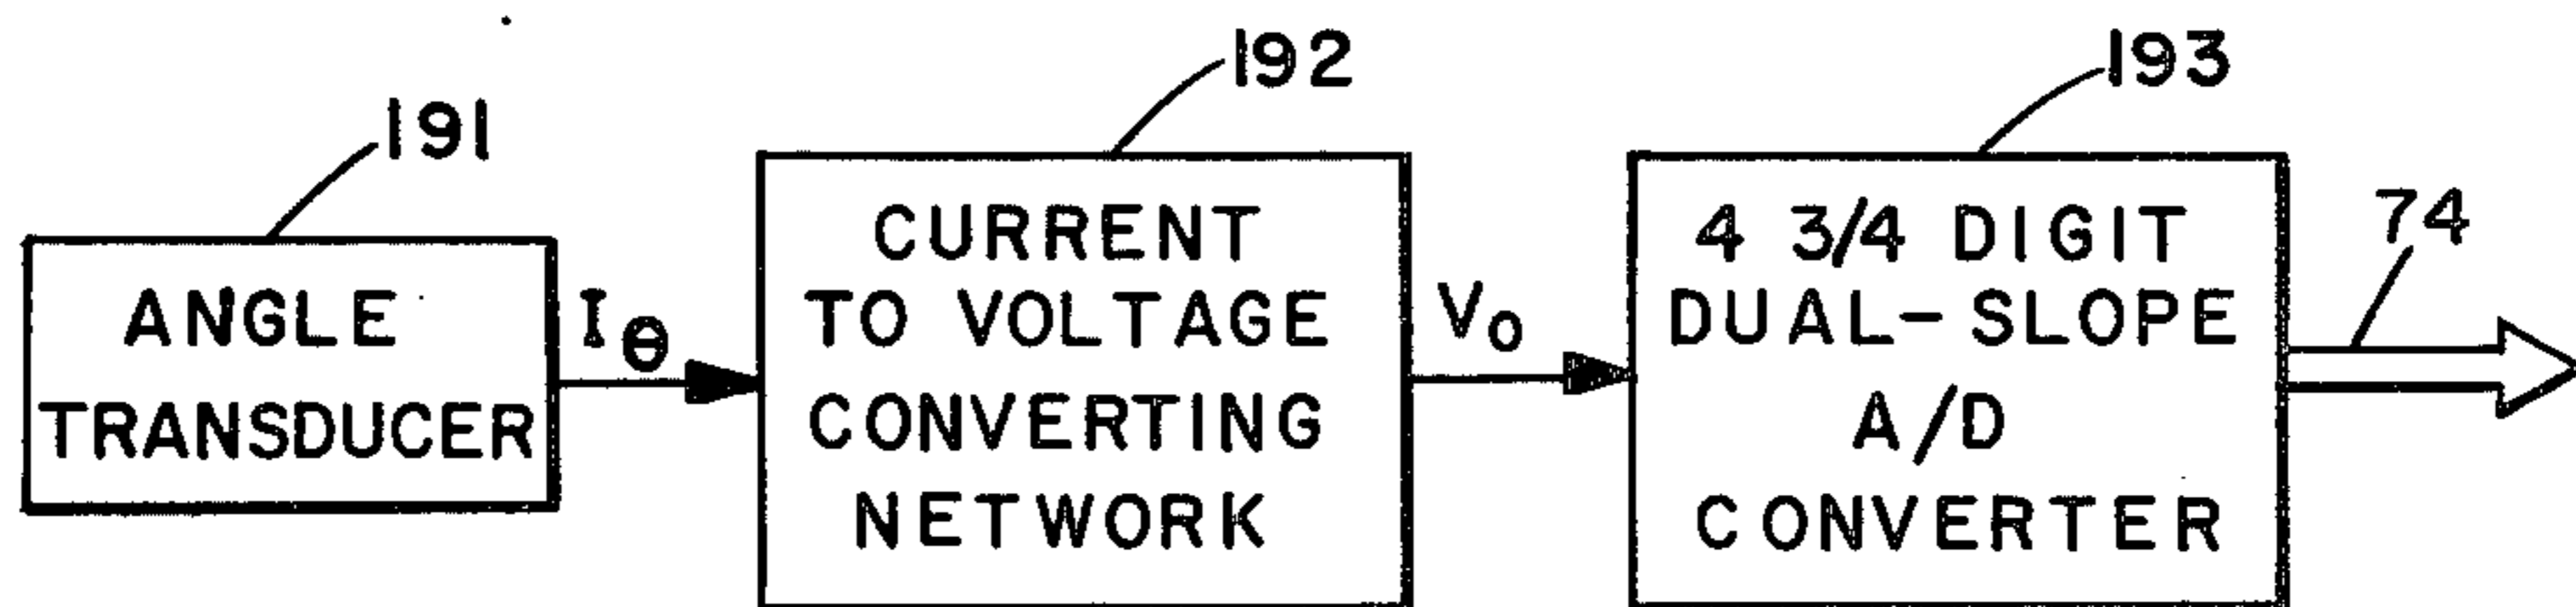 191
ANGLE
TRANSDUCER
Iθ
192
CURRENT
TO VOLTAGE
CONVERTING
NETWORK
Vo
193
4 3/4 DIGIT
DUAL-SLOPE
A/D
CONVERTER
74